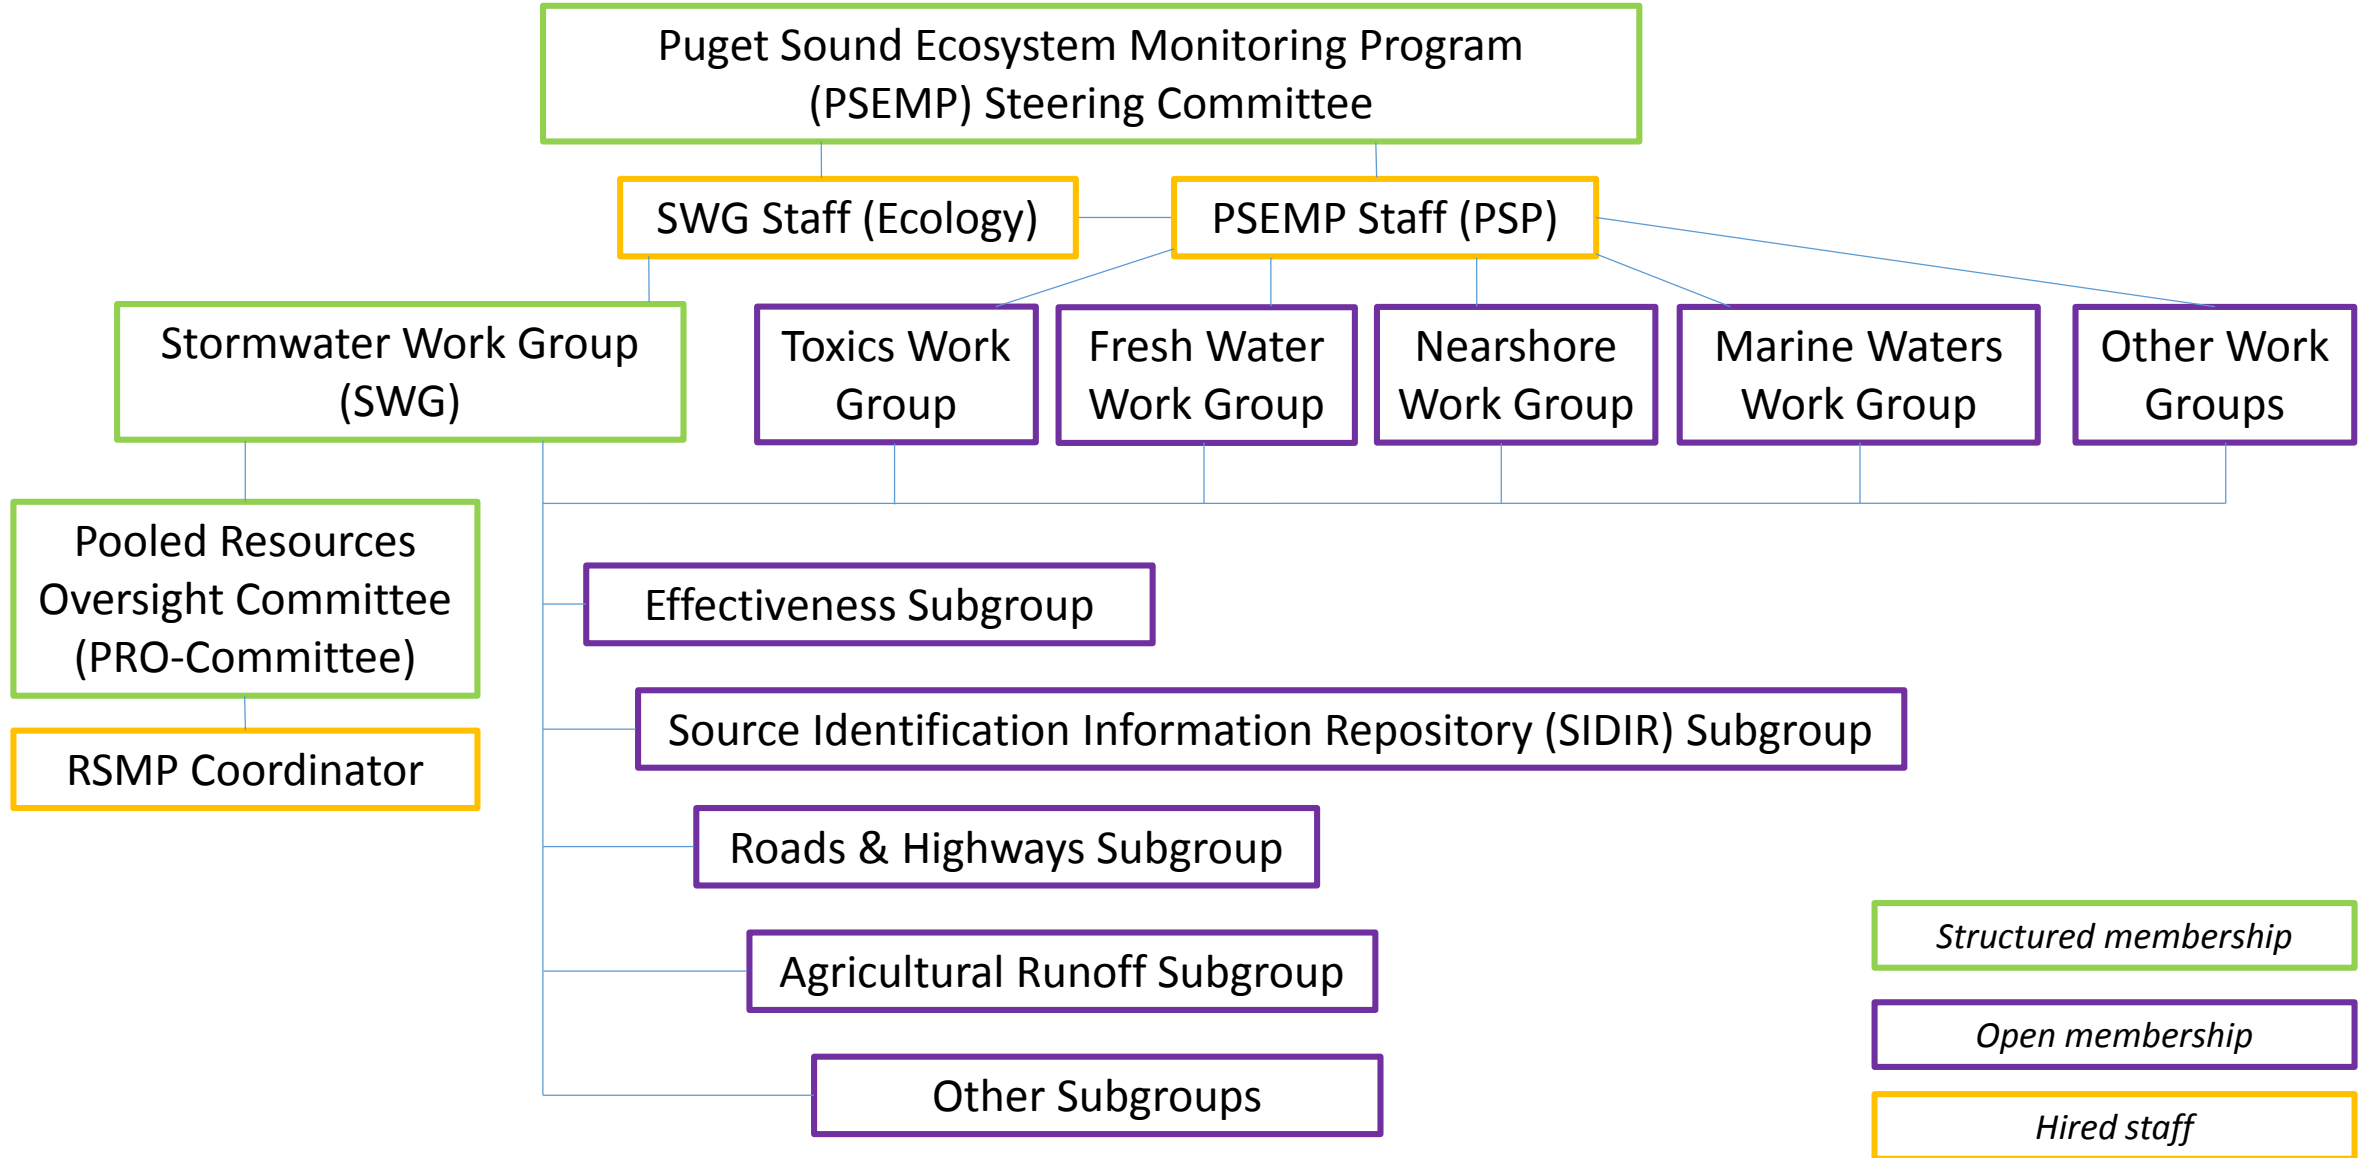 Puget Sound Ecosystem Monitoring Program
(PSEMP) Steering Committee
SWG Staff (Ecology)
PSEMP Staff (PSP)
Stormwater Work Group
(SWG)
Toxics Work
Group
Fresh Water
Work Group
Nearshore
Work Group
Marine Waters
Work Group
Other Work
Groups
Pooled Resources
Oversight Committee
(PRO-Committee)
RSMP Coordinator
Effectiveness Subgroup
Source Identification Information Repository (SIDIR) Subgroup
Roads & Highways Subgroup
Agricultural Runoff Subgroup
Other Subgroups
Structured membership
Open membership
Hired staff